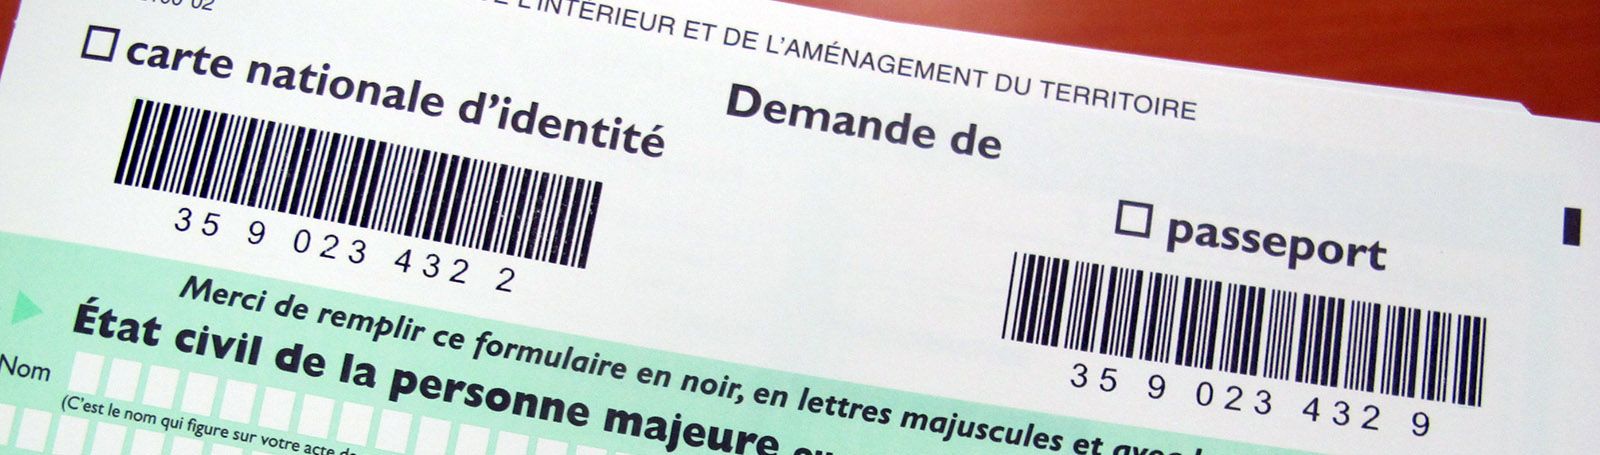 L'INTÉRIEUR ET DE L'AMÉNAGEMENT DU TERRITOIRE
carte nationale d'identité
Demande de
passeport
35 9 023 432 2
35 9 023 432 9
Merci de remplir ce formulaire en noir, en lettres majuscules et avec
État civil de la personne majeure
Nom
(C'est le nom qui figure sur votre acte de